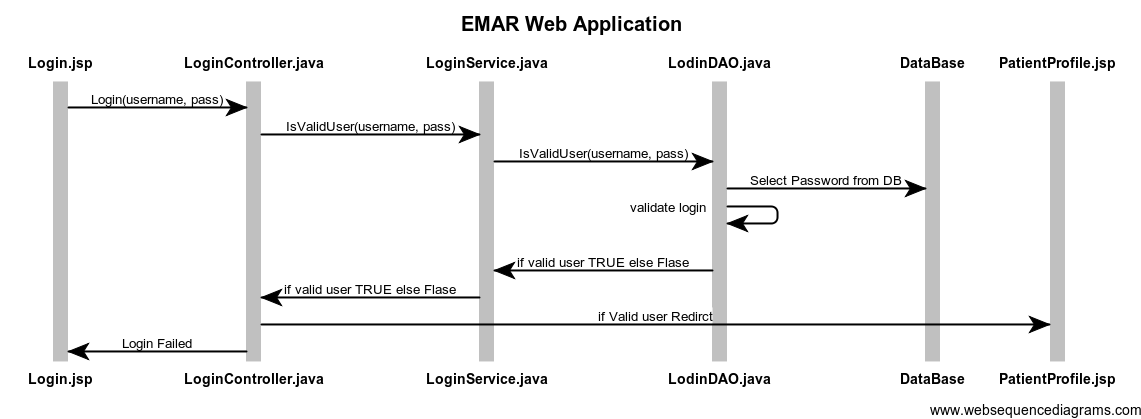 EMAR Web Application
Login.jsp LoginController.java LoginService.java LodinDAO.java DataBase PatientProfile.jsp
Login(username, pass)
IsValidUser(username, pass)
IsValidUser(username, pass)
Select Password from DB
validate login
if valid user TRUE else Flase
if valid user TRUE else Flase
if Valid user Redirct
Login Failed
Login.jsp LoginController.java LoginService.java LodinDAO.java DataBase PatientProfile.jsp
www.websequencediagrams.com